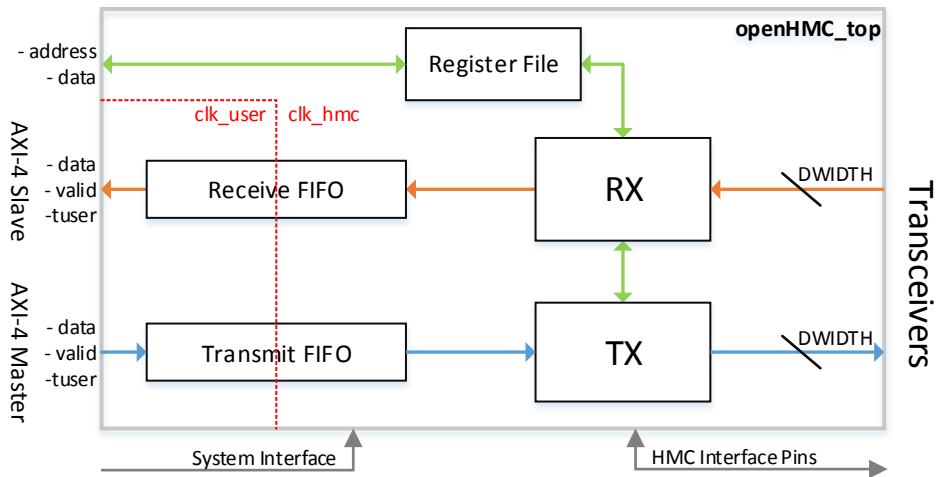 openHMC_top
- address
- data
Register File
clk_user
clk_hmc
AXI-4 Slave
- data
- valid
-tuser
Receive FIFO
RX
DWIDTH
Transceivers
AXI-4 Master
- data
- valid
-tuser
Transmit FIFO
TX
DWIDTH
System Interface
HMC Interface Pins